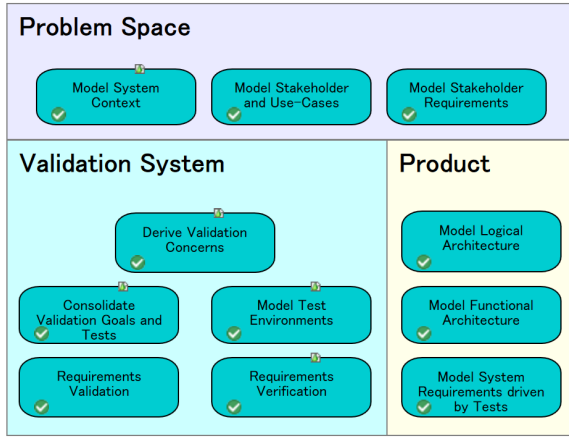 Problem Space
Model System
Context
Model Stakeholder
and Use-Cases
Model Stakeholder
Requirements
Validation System
Derive Validation
Concerns
Consolidate
Validation Goals and
Tests
Model Test
Environments
Requirements
Validation
Requirements
Verification
Product
Model Logical
Architecture
Model Functional
Architecture
Model System
Requirements driven
by Tests